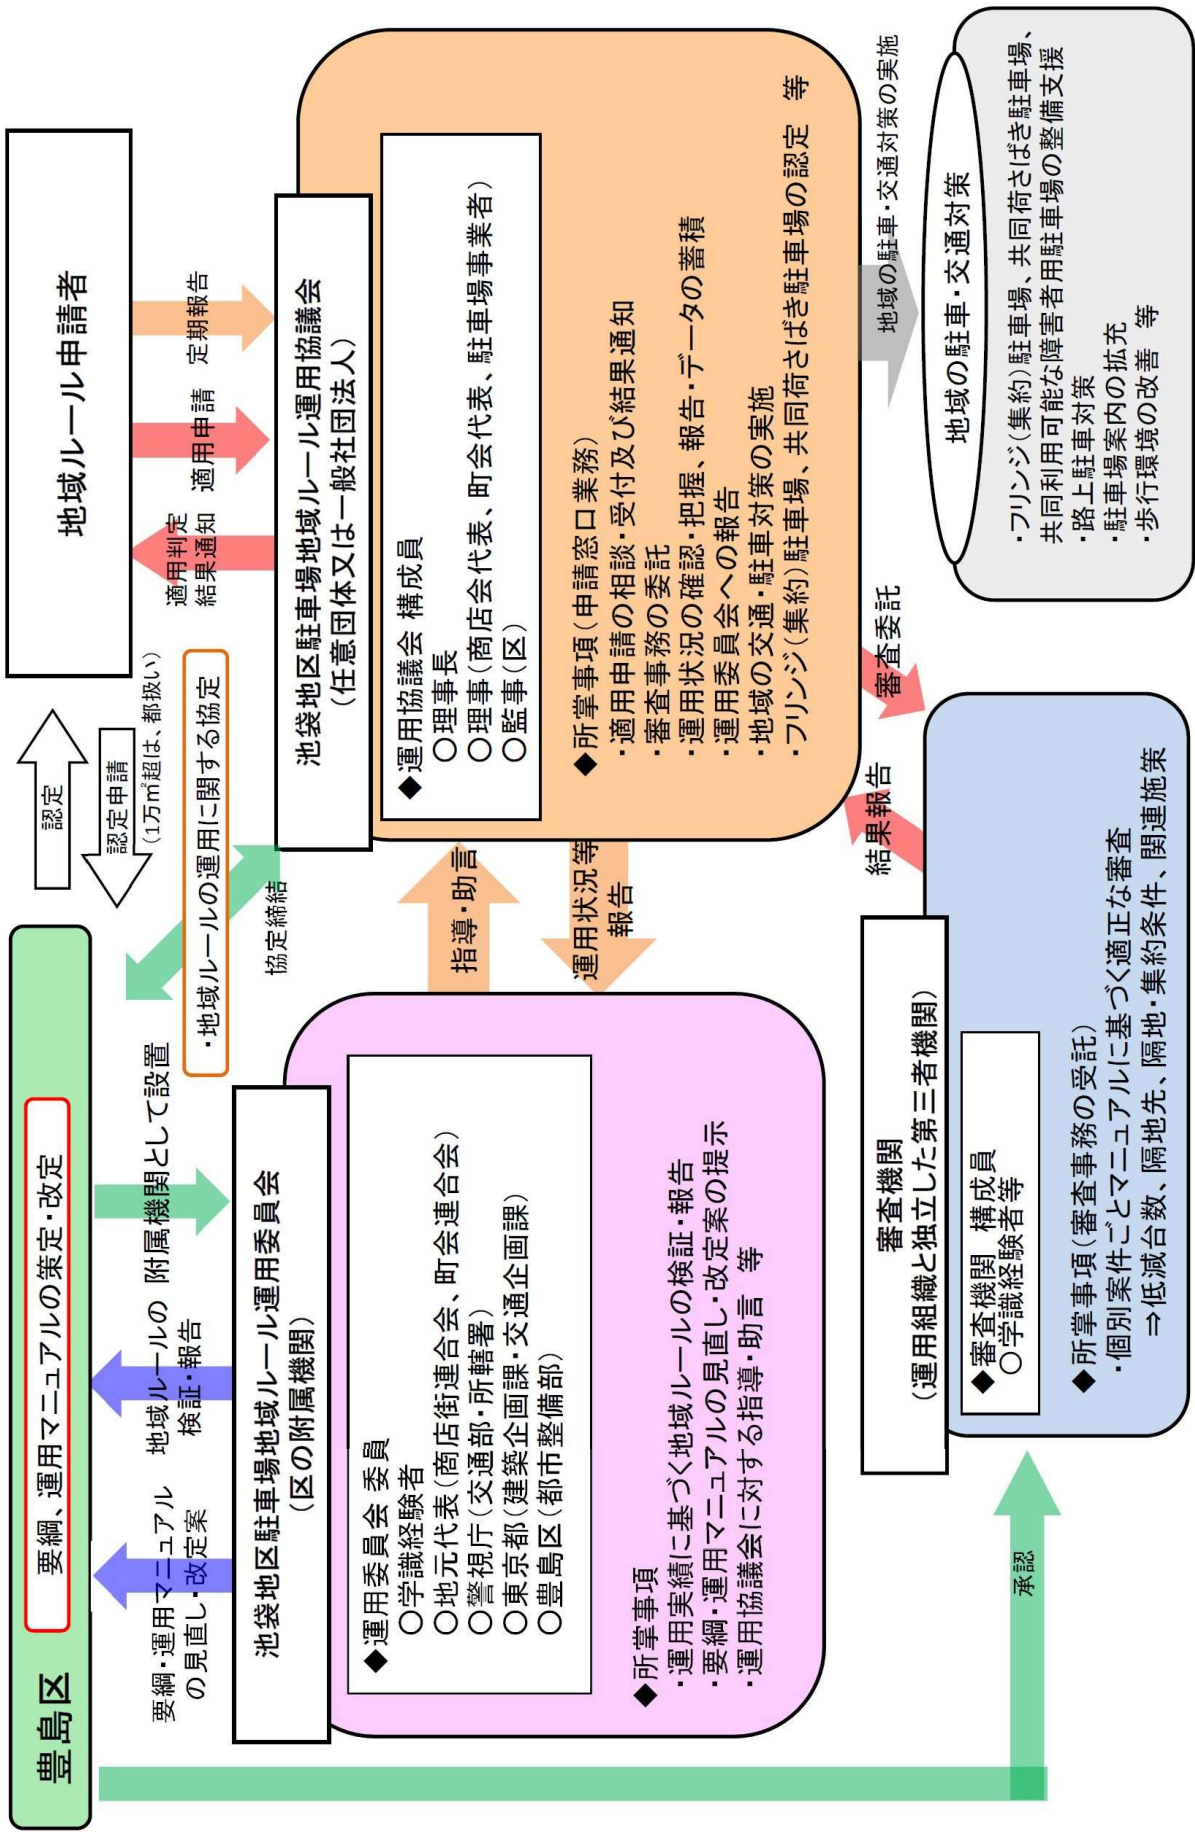 豊島区
要綱、運用マニュアルの策定・改定
認定
認定申請
(1万㎡超は、都扱い)
地域ルール申請者
要綱・運用マニュアル
の見直し・改定案
地域ルールの
検証・報告
附属機関として設置
・地域ルールの運用に関する協定
協定締結
適用判定
結果通知
適用申請
定期報告
池袋地区駐車場地域ルール運用委員会
(区の附属機関)
◆運用委員会 委員
○学識経験者
○地元代表(商店街連合会、町会連合会)
○警視庁(交通部・所轄署)
○東京都(建築企画課・交通企画課)
○豊島区(都市整備部)
◆所掌事項
・運用実績に基づく地域ルールの検証・報告
・要綱・運用マニュアルの見直し・改定案の提示
・運用協議会に対する指導・助言 等
指導・助言
運用状況等
報告
池袋地区駐車場地域ルール運用協議会
(任意団体又は一般社団法人)
◆運用協議会 構成員
○理事長
○理事(商店会代表、町会代表、駐車場事業者)
○監事(区)
◆所掌事項(申請窓口業務)
・適用申請の相談・受付及び結果通知
・審査事務の委託
・運用状況の確認・把握、報告・データの蓄積
・運用委員会への報告
・地域の交通・駐車対策の実施
・フリンジ(集約)駐車場、共同荷さばき駐車場の認定 等
承認
審査機関
(運用組織と独立した第三者機関)
◆審査機関 構成員
○学識経験者等
◆所掌事項(審査事務の受託)
・個別案件ごとマニュアルに基づく適正な審査
⇒低減台数、隔地先、隔地・集約条件、関連施策
結果報告
審査委託
地域の駐車・交通対策の実施
地域の駐車・交通対策
・フリンジ(集約)駐車場、共同荷さばき駐車場、
共同利用可能な障害者用駐車場の整備支援
・路上駐車対策
・駐車場案内の拡充
・歩行環境の改善 等